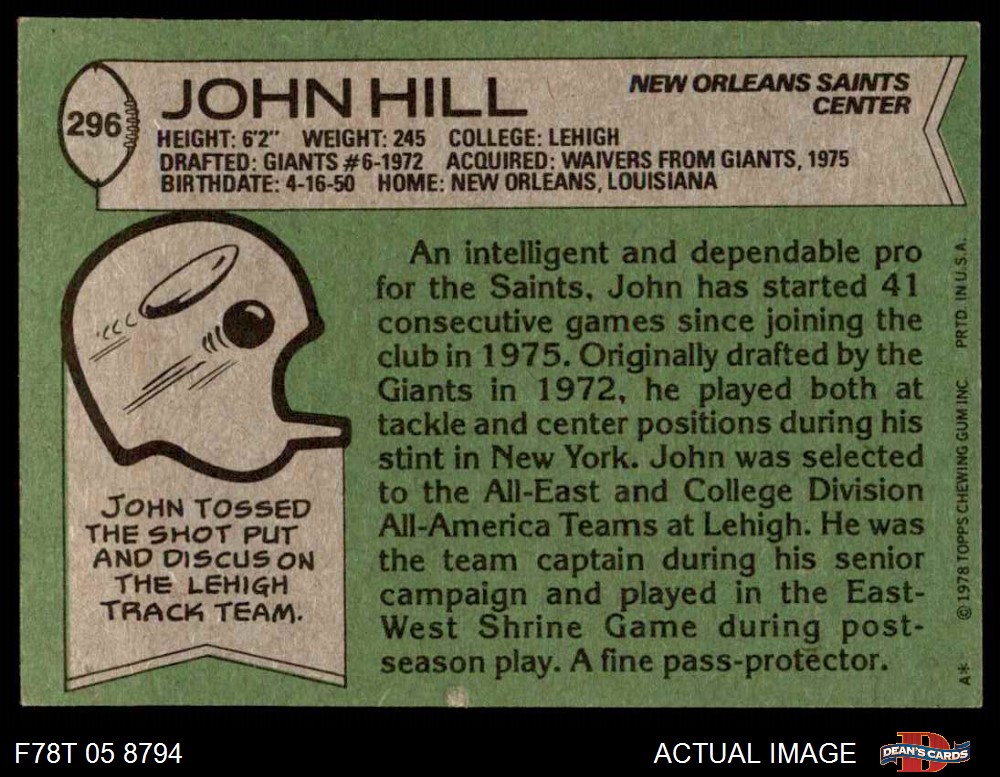 296
JOHN HILL
NEW ORLEANS SAINTS
CENTER
HEIGHT: 6'2" WEIGHT: 245 COLLEGE: LEHIGH
DRAFTED: GIANTS #6-1972 ACQUIRED: WAIVERS FROM GIANTS, 1975
BIRTHDATE: 4-16-50 HOME: NEW ORLEANS, LOUISIANA
JOHN TOSSED
THE SHOT PUT
AND DISCUS ON
THE LEHIGH
TRACK TEAM.
An intelligent and dependable pro
for the Saints, John has started 41
consecutive games since joining the
club in 1975. Originally drafted by the
Giants in 1972, he played both at
tackle and center positions during his
stint in New York. John was selected
to the All-East and College Division
All-America Teams at Lehigh. He was
the team captain during his senior
campaign and played in the East-
West Shrine Game during post-
season play. A fine pass-protector.
A* © 1978 TOPPS CHEWING GUM INC. PRTD. IN U.S.A.
F78T 05 8794
ACTUAL IMAGE
D
DEAN'S CARDS